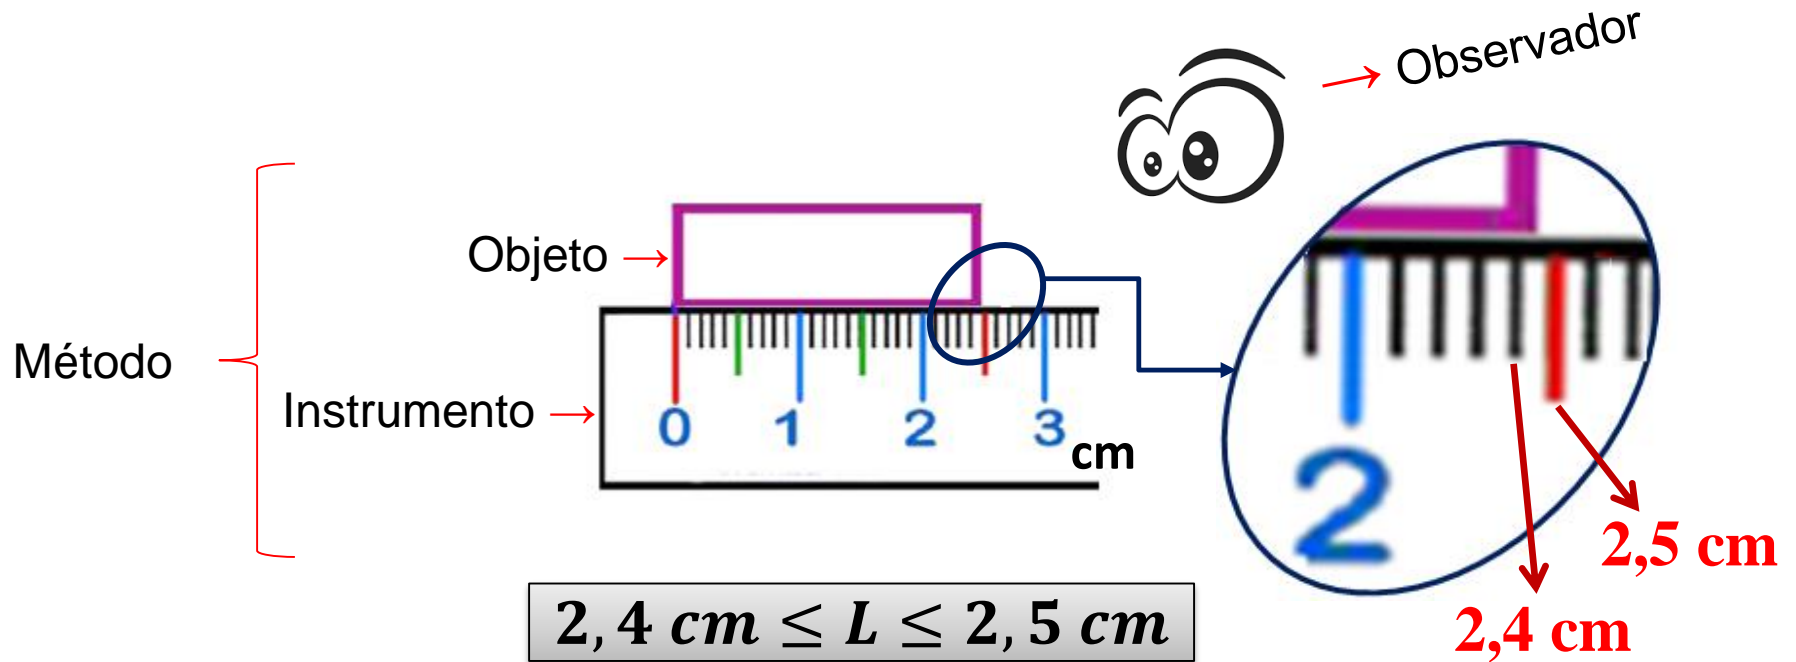 Observador
Objeto
Método
Instrumento
0 1 2 3 cm
2
2,5 cm
2,4 cm
2,4 cm ≤ L ≤ 2,5 cm